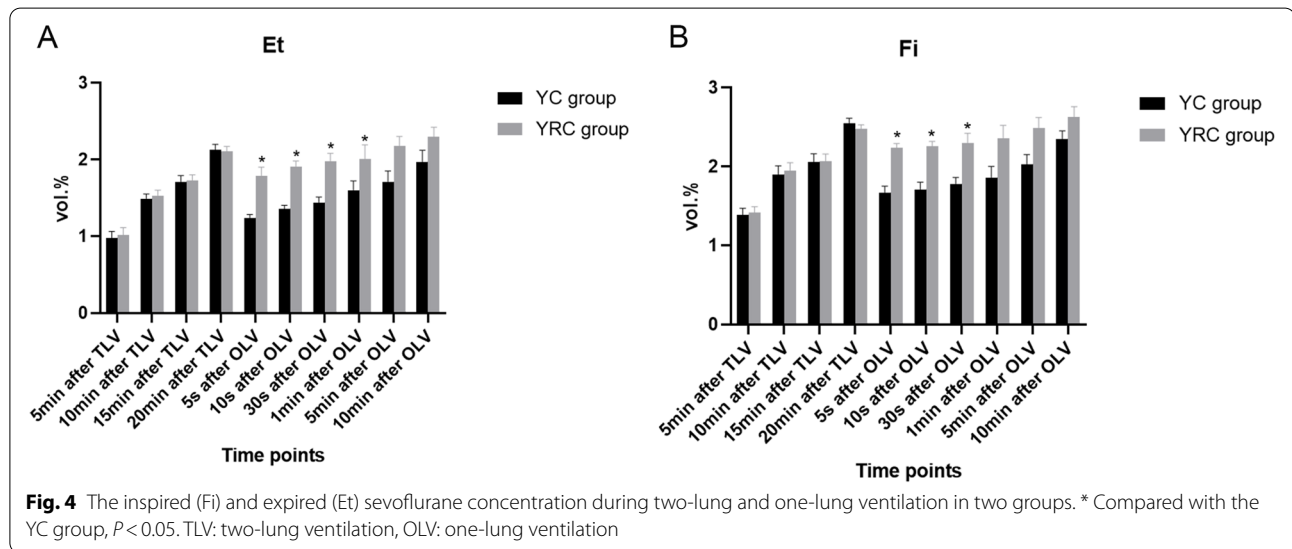 A
Et
vol.%
3
2
1
0
*
*
*
*
YC group
YRC group
5min after TLV
10min after TLV
15min after TLV
20min after TLV
5s after OLV
10s after OLV
30s after OLV
1min after OLV
5min after OLV
10min after OLV
Time points
B
Fi
vol.%
3
2
1
0
*
*
*
YC group
YRC group
5min after TLV
10min after TLV
15min after TLV
20min after TLV
5s after OLV
10s after OLV
30s after OLV
1min after OLV
5min after OLV
10min after OLV
Time points
Fig. 4 The inspired (Fi) and expired (Et) sevoflurane concentration during two-lung and one-lung ventilation in two groups. * Compared with the
YC group, P < 0.05. TLV: two-lung ventilation, OLV: one-lung ventilation